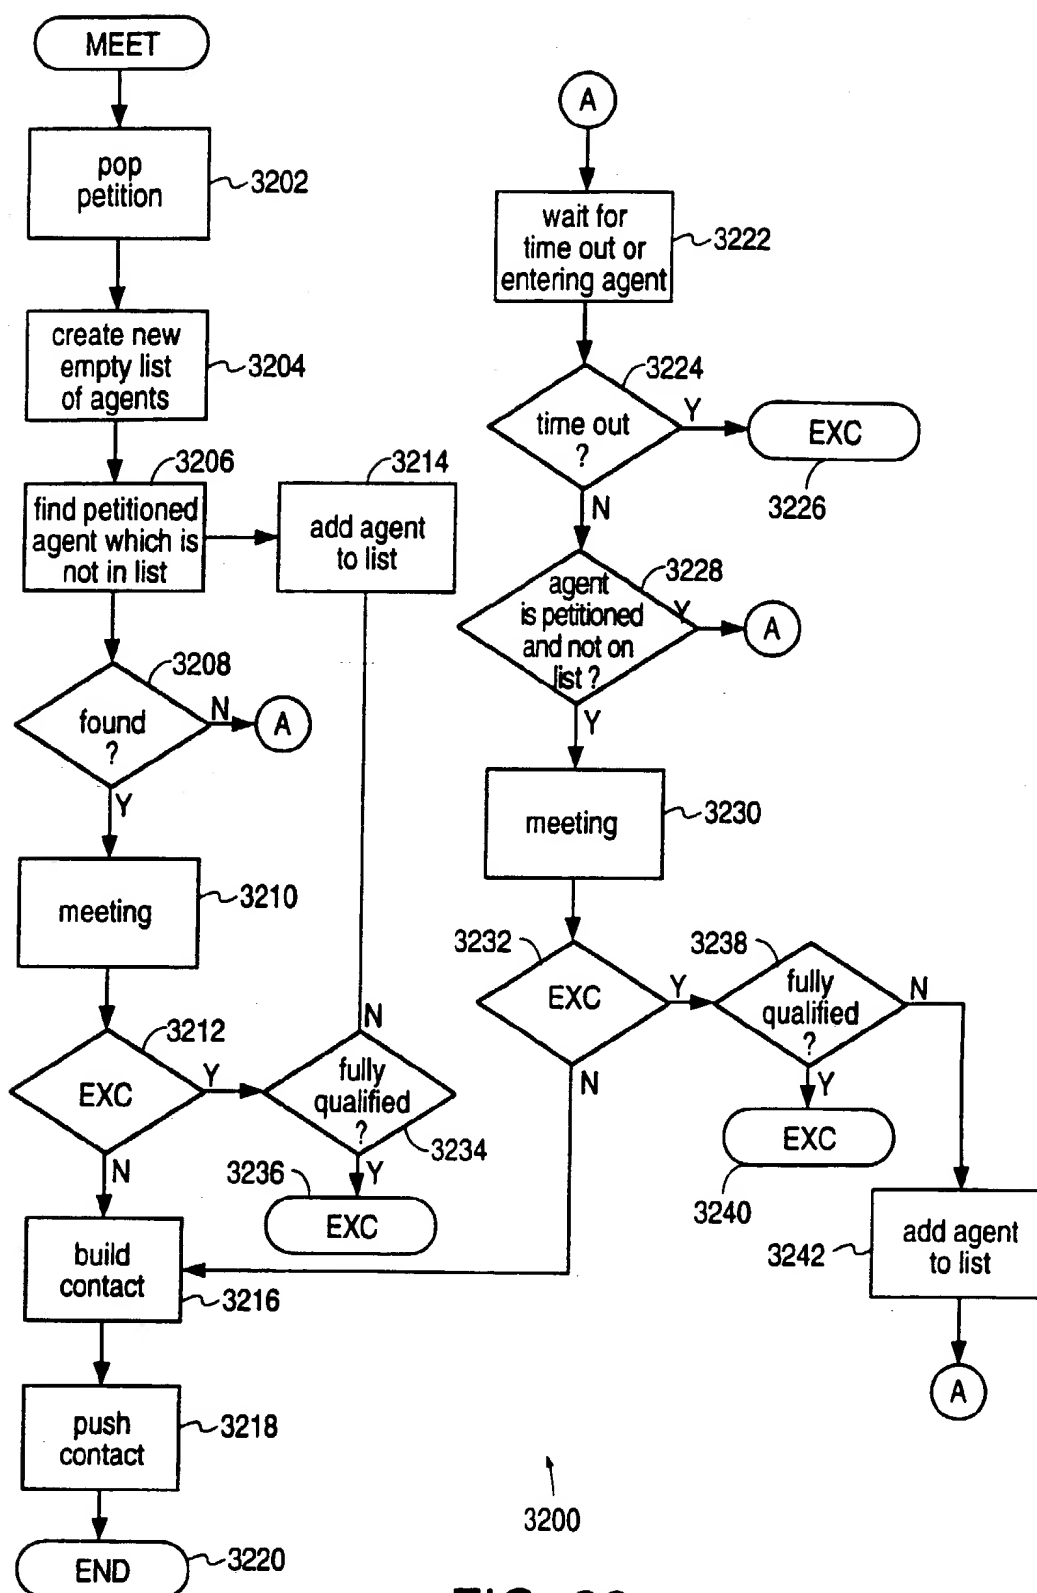 MEET
pop
petition
3202
create new
empty list
of agents
3204
3206
find petitioned
agent which is
not in list
3214
add agent
to list
3208
found
?
N
A
Y
meeting
3210
3212
EXC
Y
N
N
fully
qualified
?
3234
Y
3236
EXC
build
contact
3216
push
contact
3218
END
3220
A
wait for
time out or
entering agent
3222
3224
time out
?
Y
EXC
3226
N
3228
agent
is petitioned
and not on
list ?
Y
A
Y
meeting
3230
3232
EXC
Y
N
3238
fully
qualified
?
N
Y
EXC
3240
3242
add agent
to list
A
3200